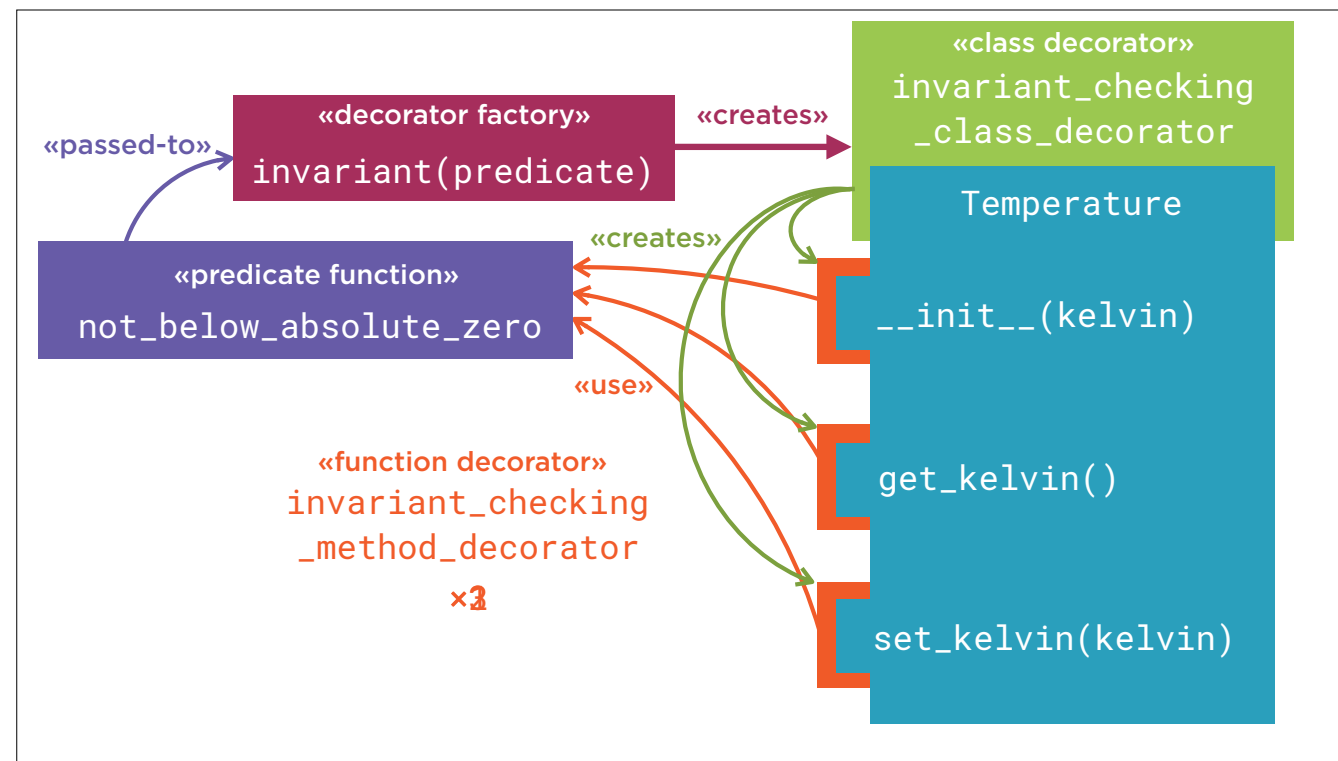 «class decorator»
invariant_checking
_class_decorator
«decorator factory»
invariant(predicate)
«creates»
«passed-to»
Temperature
«creates»
«predicate function»
not_below_absolute_zero
__init__(kelvin)
«use»
«function decorator»
invariant_checking
_method_decorator
get_kelvin()
set_kelvin(kelvin)